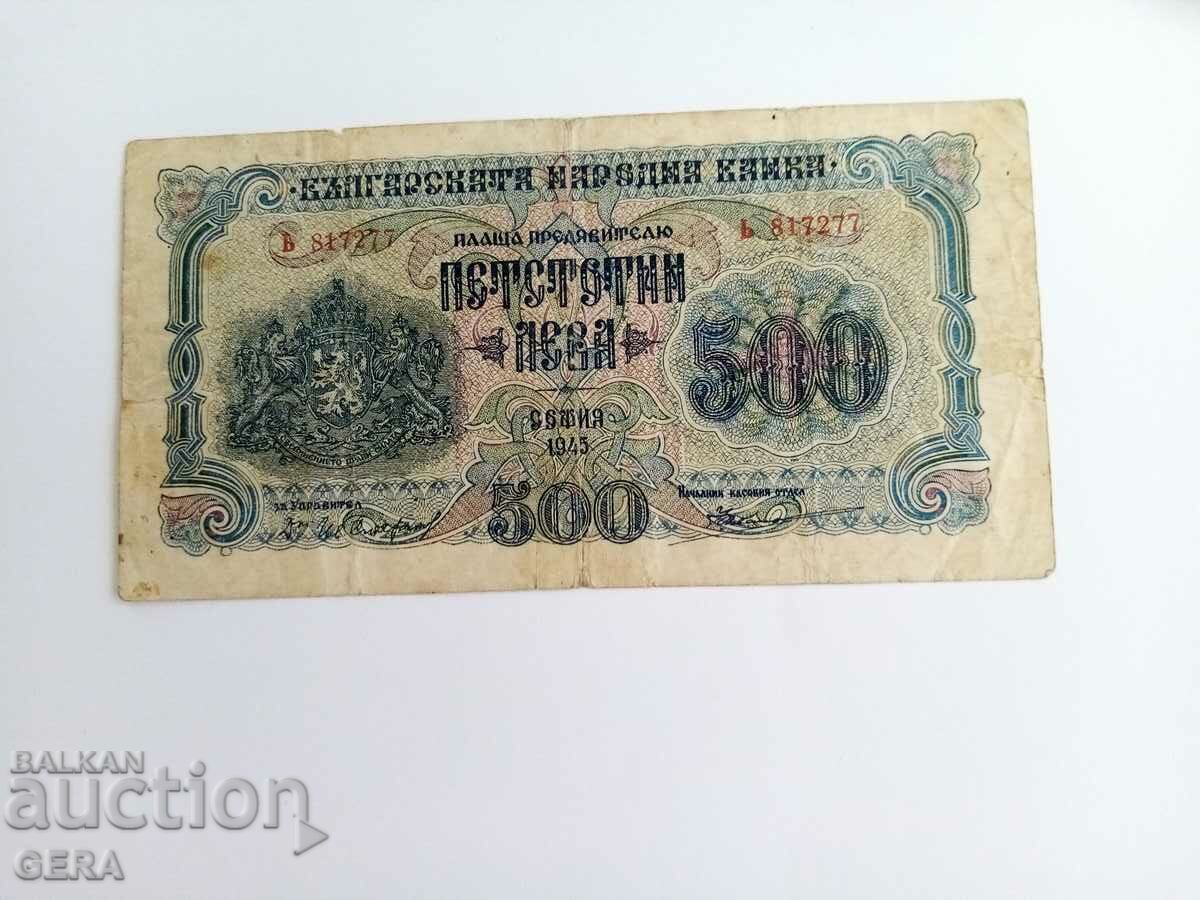 · БЪЛГАРСКАТА НАРОДНА БАНКА ·
Ь 817277
Ь 817277
ПЛАЩА ПРЕДЯВИТЕЛЮ
ПЕТСТОТИН
ЛЕВА
500
СОФИЯ
1945
за Управител
Началник касовия отдел
500
BALKAN
auction
GERA